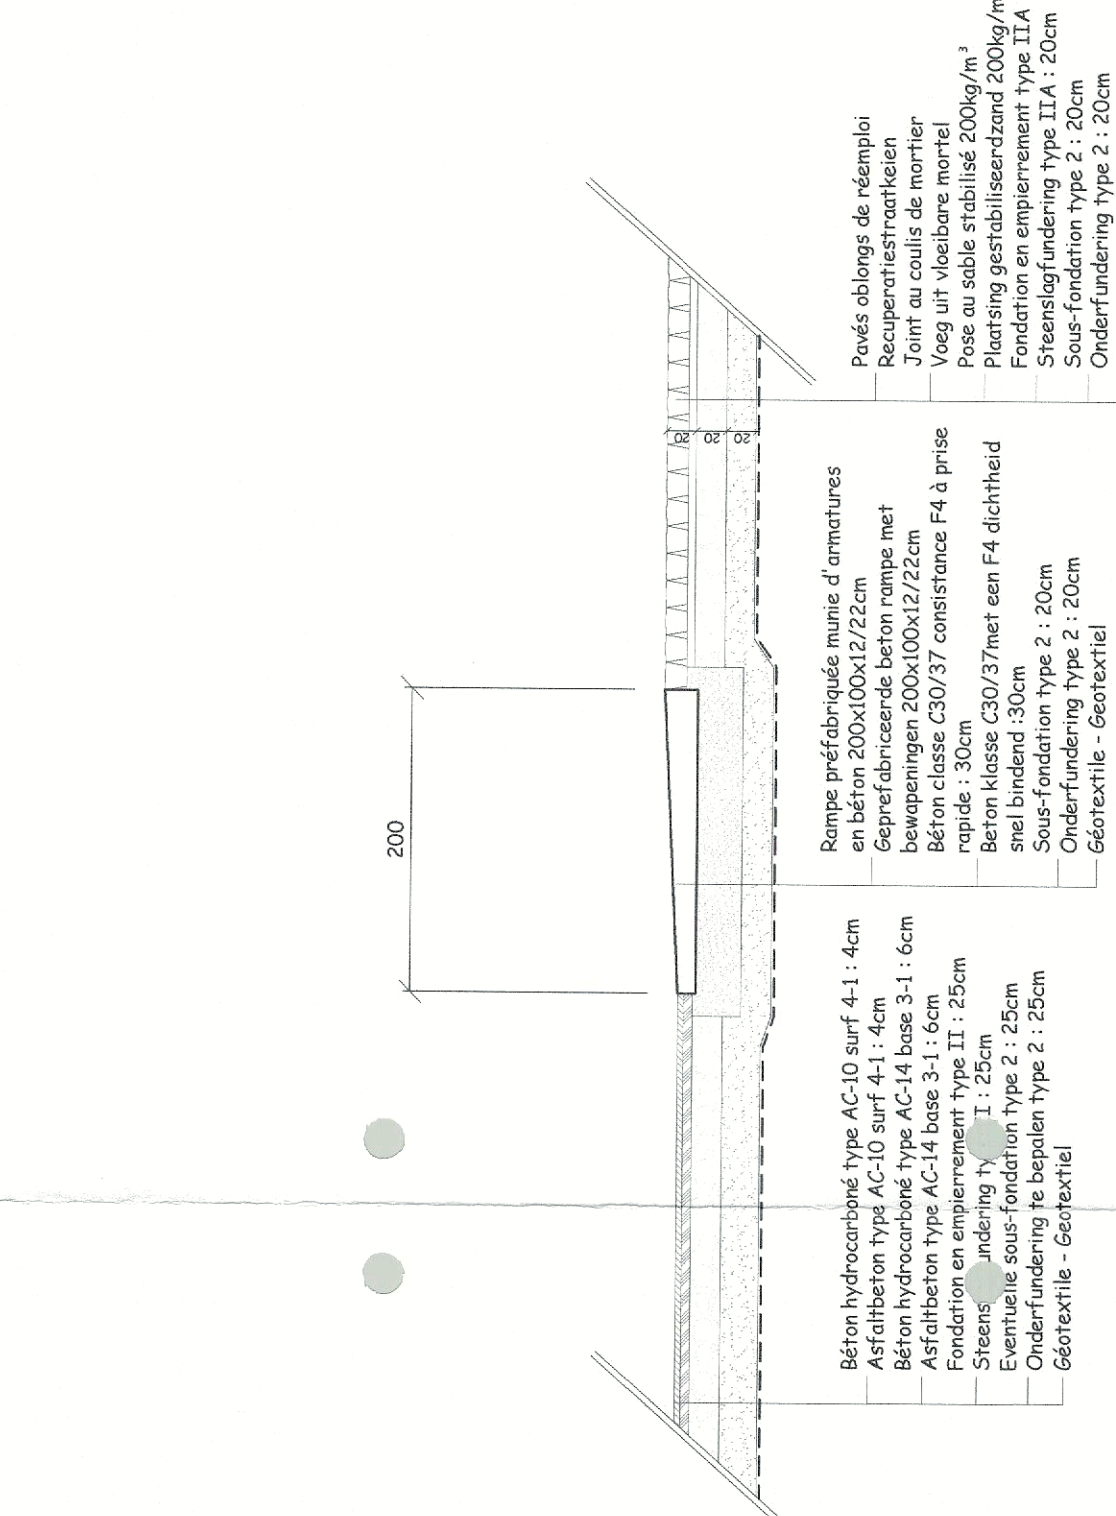 200
20
20
20
Béton hydrocarboné type AC-10 surf 4-1 : 4cm
Asfaltbeton type AC-10 surf 4-1 : 4cm
Béton hydrocarboné type AC-14 base 3-1 : 6cm
Asfaltbeton type AC-14 base 3-1 : 6cm
Fondation en empierrement type II : 25cm
Steens undering ty I : 25cm
Eventuelle sous-fondation type 2 : 25cm
Onderfundering te bepalen type 2 : 25cm
Géotextile - Geotextiel
Rampe préfabriquée munie d'armatures
en béton 200x100x12/22cm
Geprefabriceerde beton rampe met
bewapeningen 200x100x12/22cm
Béton classe C30/37 consistance F4 à prise
rapide : 30cm
Beton klasse C30/37met een F4 dichtheid
snel bindend :30cm
Sous-fondation type 2 : 20cm
Onderfundering type 2 : 20cm
Géotextile - Geotextiel
Pavés oblongs de réemploi
Recuperatiestraatkeien
Joint au coulis de mortier
Voeg uit vloeibare mortel
Pose au sable stabilisé 200kg/m³
Plaatsing gestabiliseerdzand 200kg/m
Fondation en empierrement type IIA
Steenslagfundering type IIA : 20cm
Sous-fondation type 2 : 20cm
Onderfundering type 2 : 20cm